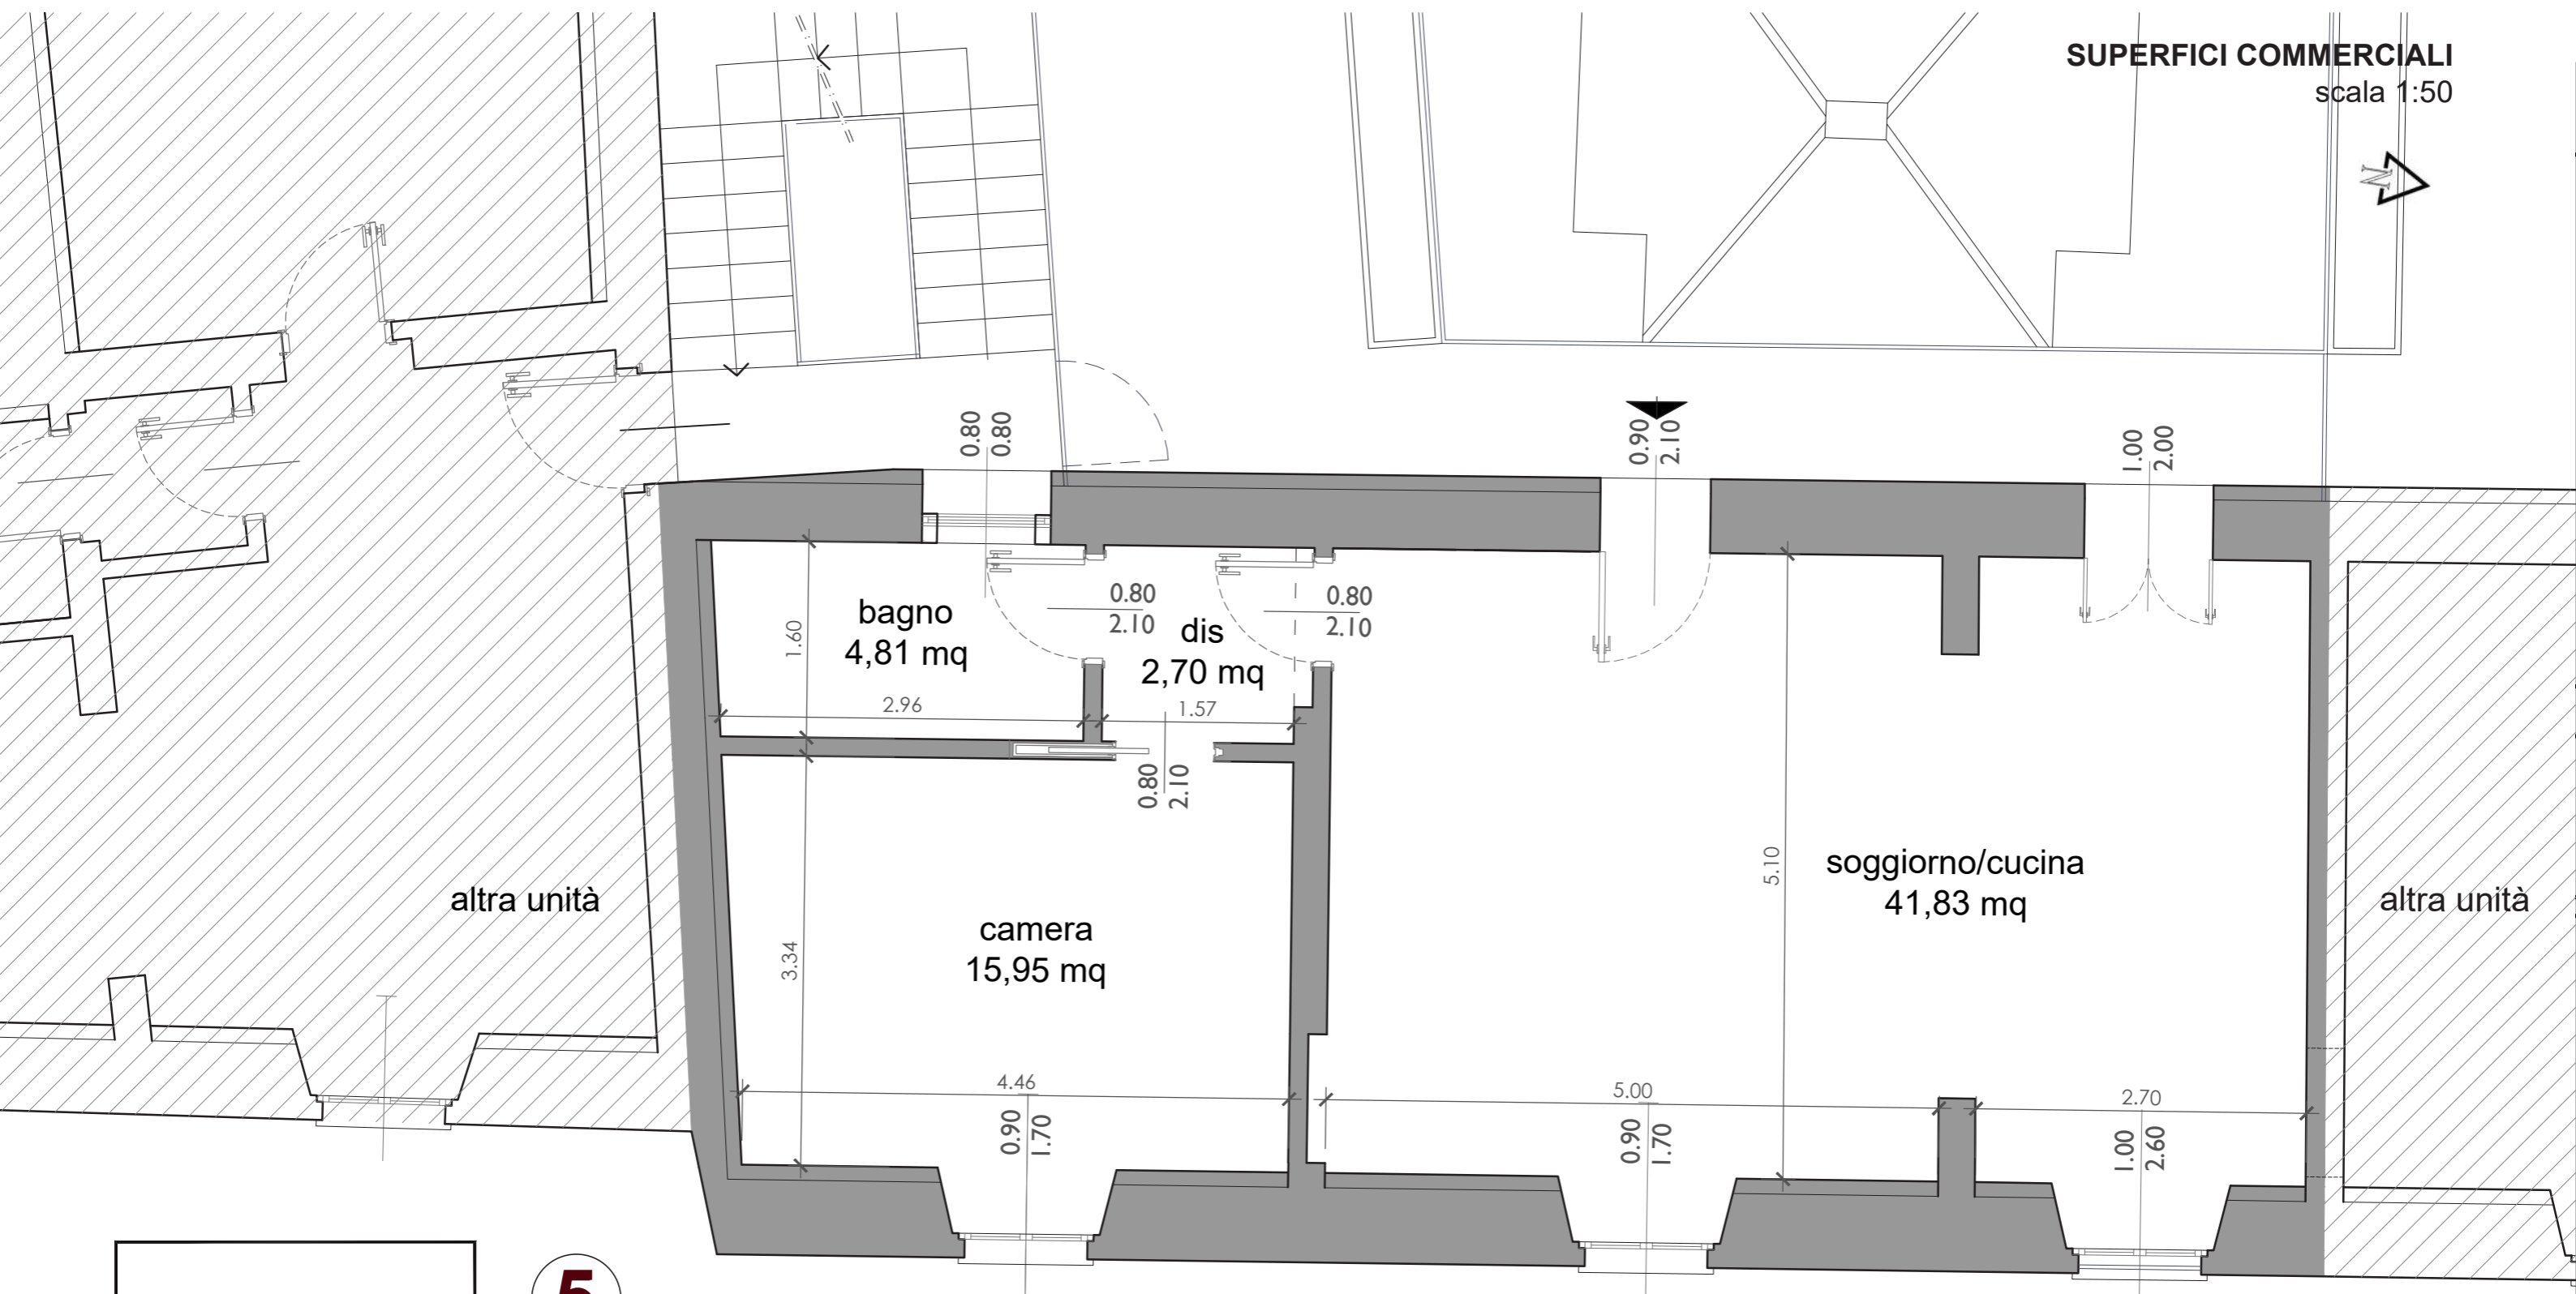 SUPERFICI COMMERCIALI
scala 1:50
N
0.80
0.80
0.90
2.10
1.00
2.00
bagno
4,81 mq
1.60
2.96
0.80
2.10
dis
2,70 mq
1.57
0.80
2.10
0.80
2.10
altra unità
camera
15,95 mq
3.34
4.46
0.90
1.70
soggiorno/cucina
41,83 mq
5.10
5.00
0.90
1.70
2.70
1.00
2.60
altra unità
5